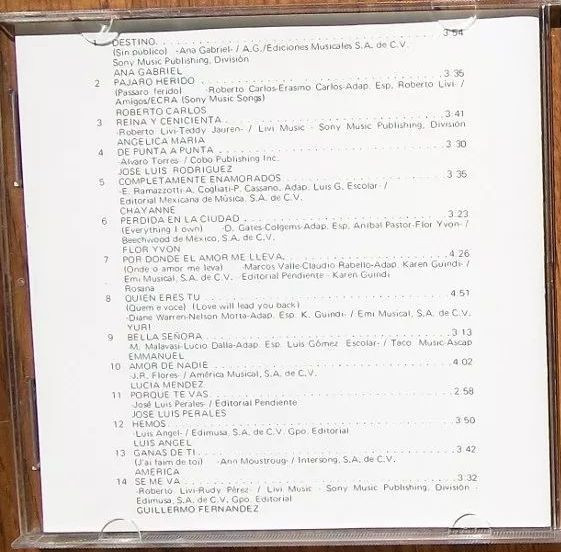 1 DESTINO. . . . . . . . . . 3 54
(Sin público) -Ana Gabriel- / A.G./Ediciones Musicales S.A. de C.V.
Sony Music Publishing, División
ANA GABRIEL
2 PAJARO HERIDO . . . . . . . . . . 3 35
(Passaro ferido) -Roberto Carlos-Erasmo Carlos-Adap. Esp. Roberto Livi- /
Amigos/ECRA (Sony Music Songs)
ROBERTO CARLOS
3 REINA Y CENICIENTA . . . . . . . . . . 3:41
-Roberto Livi-Teddy Jauren- / Livi Music - Sony Music Publishing, División
ANGELICA MARIA
4 DE PUNTA A PUNTA . . . . . . . . . . 3 30
-Alvaro Torres- / Cobo Publishing Inc.
JOSE LUIS RODRIGUEZ
5 COMPLETAMENTE ENAMORADOS. . . . . . . . . . 3 35
-E. Ramazzotti-A. Cogliati-P. Cassano. Adap. Luis G. Escolar- /
Editorial Mexicana de Música, S.A. de C.V.
CHAYANNE
6 PERDIDA EN LA CIUDAD . . . . . . . . . . 3.23
(Everything I own) -D. Gates-Colgems-Adap. Esp. Aníbal Pastor-Flor Yvon- /
Beechwood de México, S.A. de C.V.
FLOR YVON
7 POR DONDE EL AMOR ME LLEVA. . . . . . . . . . 4.26
(Onde o amor me leva) -Marcos Valle-Claudio Rabello-Adap. Karen Guindi- /
Emi Musical, S.A. de C.V. - Editorial Pendiente - Karen Guindi
Rosana
8 QUIEN ERES TU . . . . . . . . . . 4:51
(Quem e voce) (Love will lead you back)
-Diane Warren-Nelson Motta-Adap. Esp. K. Guindi- / Emi Musical, S.A. de C.V.
YURI
9 BELLA SEÑORA . . . . . . . . . . 3 13
M. Malavasi-Lucio Dalla-Adap. Esp. Luis Gómez Escolar- / Taco Music-Ascap
EMMANUEL
10 AMOR DE NADIE . . . . . . . . . . 4:02
-J.R. Flores- / América Musical, S.A. de C.V.
LUCIA MENDEZ
11 PORQUE TE VAS. . . . . . . . . . 2:58
-José Luis Perales- / Editorial Pendiente
JOSE LUIS PERALES
12 HEMOS. . . . . . . . . . 3 50
-Luis Angel- / Edimusa, S.A. de C.V. Gpo. Editorial
LUIS ANGEL
13 GANAS DE TI. . . . . . . . . . 3 42
(J'ai faim de toi) -Ann Moustroug- / Intersong, S.A. de C.V.
AMERICA
14 SE ME VA . . . . . . . . . . 3:32
-Roberto Livi-Rudy Pérez- / Livi Music - Sony Music Publishing, División -
Edimusa, S.A. de C.V. Gpo. Editorial
GUILLERMO FERNANDEZ